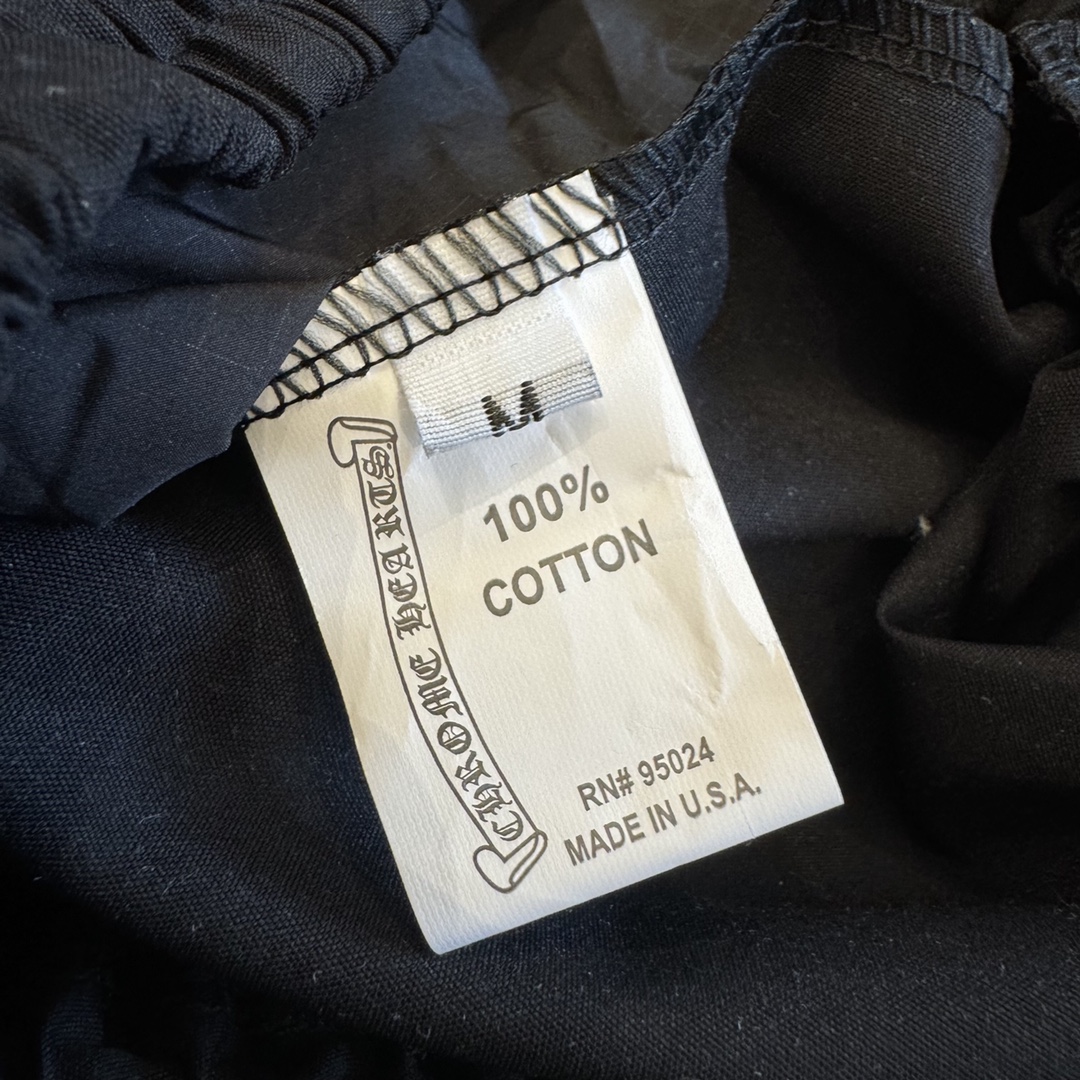 M
100%
COTTON
CHROME HEARTS
RN# 95024
MADE IN U.S.A.